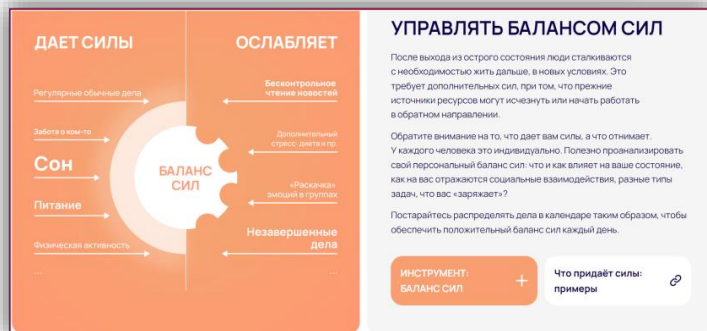 ДАЕТ СИЛЫ
Регулярные обычные дела
Забота о ком-то
Сон
Питание
Физическая активность
...
БАЛАНС
СИЛ
ОСЛАБЛЯЕТ
Бесконтрольное
чтение новостей
Дополнительный
стресс: диета и пр.
«Раскачка»
эмоций в группах
Незавершенные
дела
...
УПРАВЛЯТЬ БАЛАНСОМ СИЛ
После выхода из острого состояния люди сталкиваются
с необходимостью жить дальше, в новых условиях. Это
требует дополнительных сил, при том, что прежние
источники ресурсов могут исчезнуть или начать работать
в обратном направлении.
Обратите внимание на то, что дает вам силы, а что отнимает.
У каждого человека это индивидуально. Полезно проанализировать
свой персональный баланс сил: что и как влияет на ваше состояние,
как на вас отражаются социальные взаимодействия, разные типы
задач, что вас «заряжает»?
Постарайтесь распределять дела в календаре таким образом, чтобы
обеспечить положительный баланс сил каждый день.
ИНСТРУМЕНТ:
БАЛАНС СИЛ
Что придаёт силы:
примеры